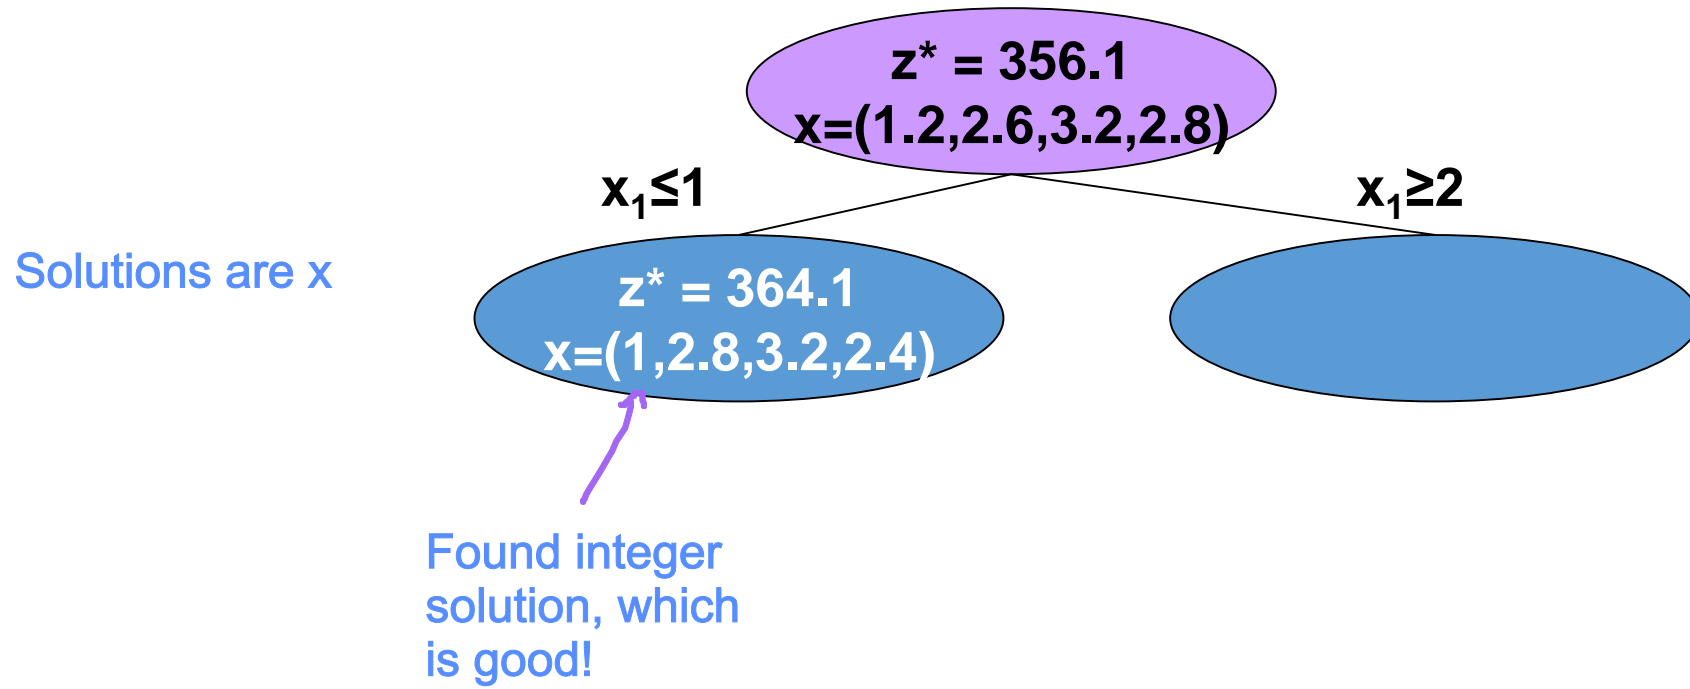 z* = 356.1
x=(1.2,2.6,3.2,2.8)
x₁≤1
x₁≥2
Solutions are x
z* = 364.1
x=(1,2.8,3.2,2.4)
Found integer
solution, which
is good!